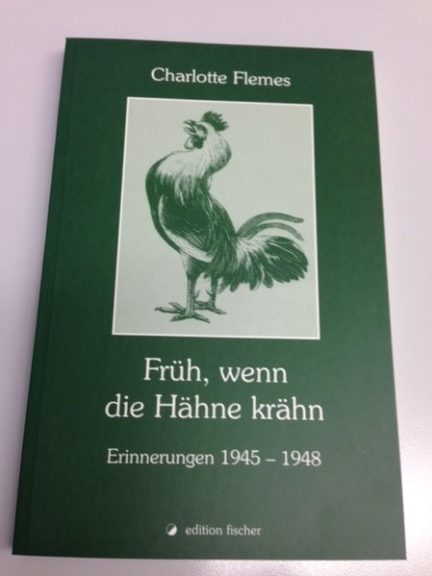 Charlotte Flemes
Früh, wenn
die Hähne krähn
Erinnerungen 1945 – 1948
edition fischer